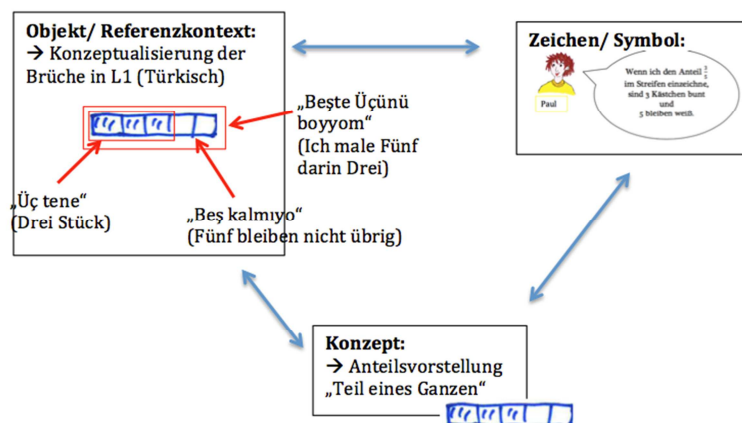 Objekt/ Referenzkontext:
→ Konzeptualisierung der
Brüche in L1 (Türkisch)
„Beşte Üçünü
boyyom“
(Ich male Fünf
darin Drei)
„Üç tene“
(Drei Stück)
„Beş kalmıyo“
(Fünf bleiben nicht übrig)
Zeichen/ Symbol:
Wenn ich den Anteil 3/5
im Streifen einzeichne,
sind 3 Kästchen bunt
und
5 bleiben weiß.
Paul
Konzept:
→ Anteilsvorstellung
„Teil eines Ganzen“